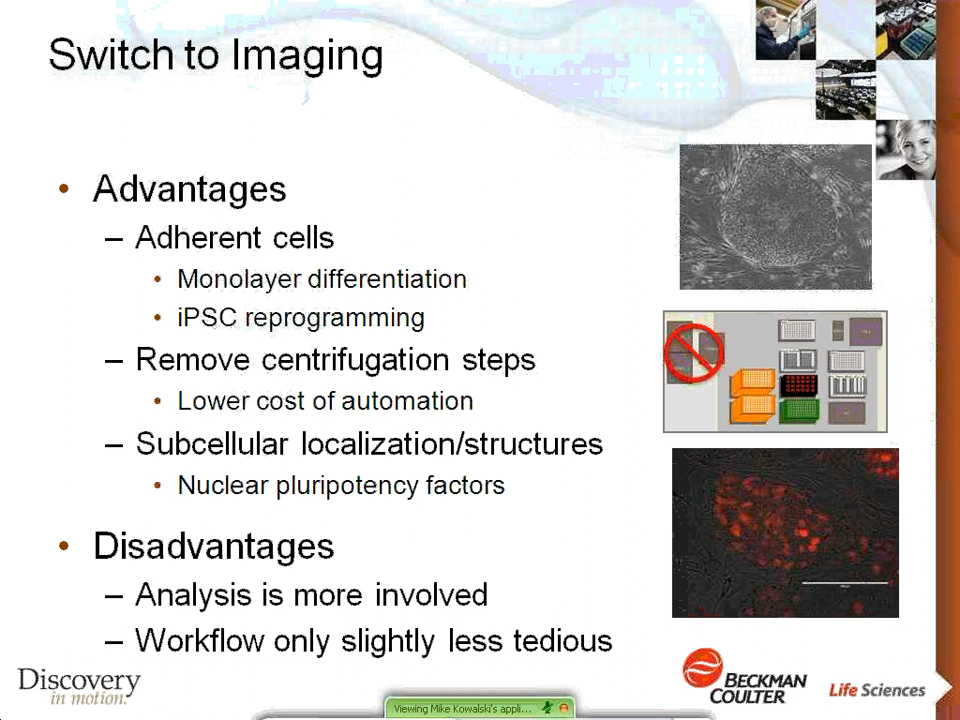 Switch to Imaging
• Advantages
– Adherent cells
• Monolayer differentiation
• iPSC reprogramming
– Remove centrifugation steps
• Lower cost of automation
– Subcellular localization/structures
• Nuclear pluripotency factors
• Disadvantages
– Analysis is more involved
– Workflow only slightly less tedious
Discovery
in motion.
BECKMAN
COULTER
Life Sciences
Viewing Mike Kowalski's appli...